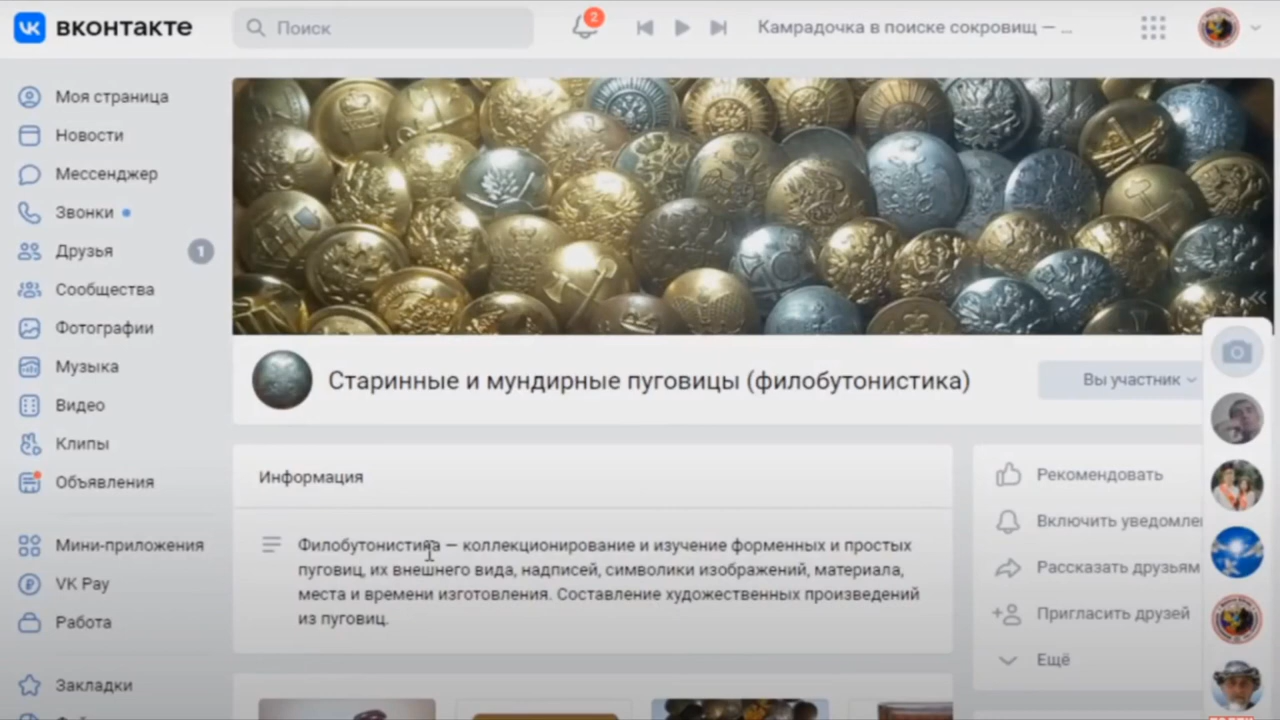 вконтакте
Поиск
2
Камрадочка в поиске сокровищ — ...
Моя страница
Новости
Мессенджер
Звонки
Друзья
1
Сообщества
Фотографии
Музыка
Видео
Клипы
Объявления
Мини-приложения
VK Pay
Работа
Закладки
Старинные и мундирные пуговицы (филобутонистика)
Вы участник
Информация
Филобутонистика — коллекционирование и изучение форменных и простых
пуговиц, их внешнего вида, надписей, символики изображений, материала,
места и времени изготовления. Составление художественных произведений
из пуговиц.
Рекомендовать
Включить уведомле
Рассказать друзьям
Пригласить друзей
Ещё